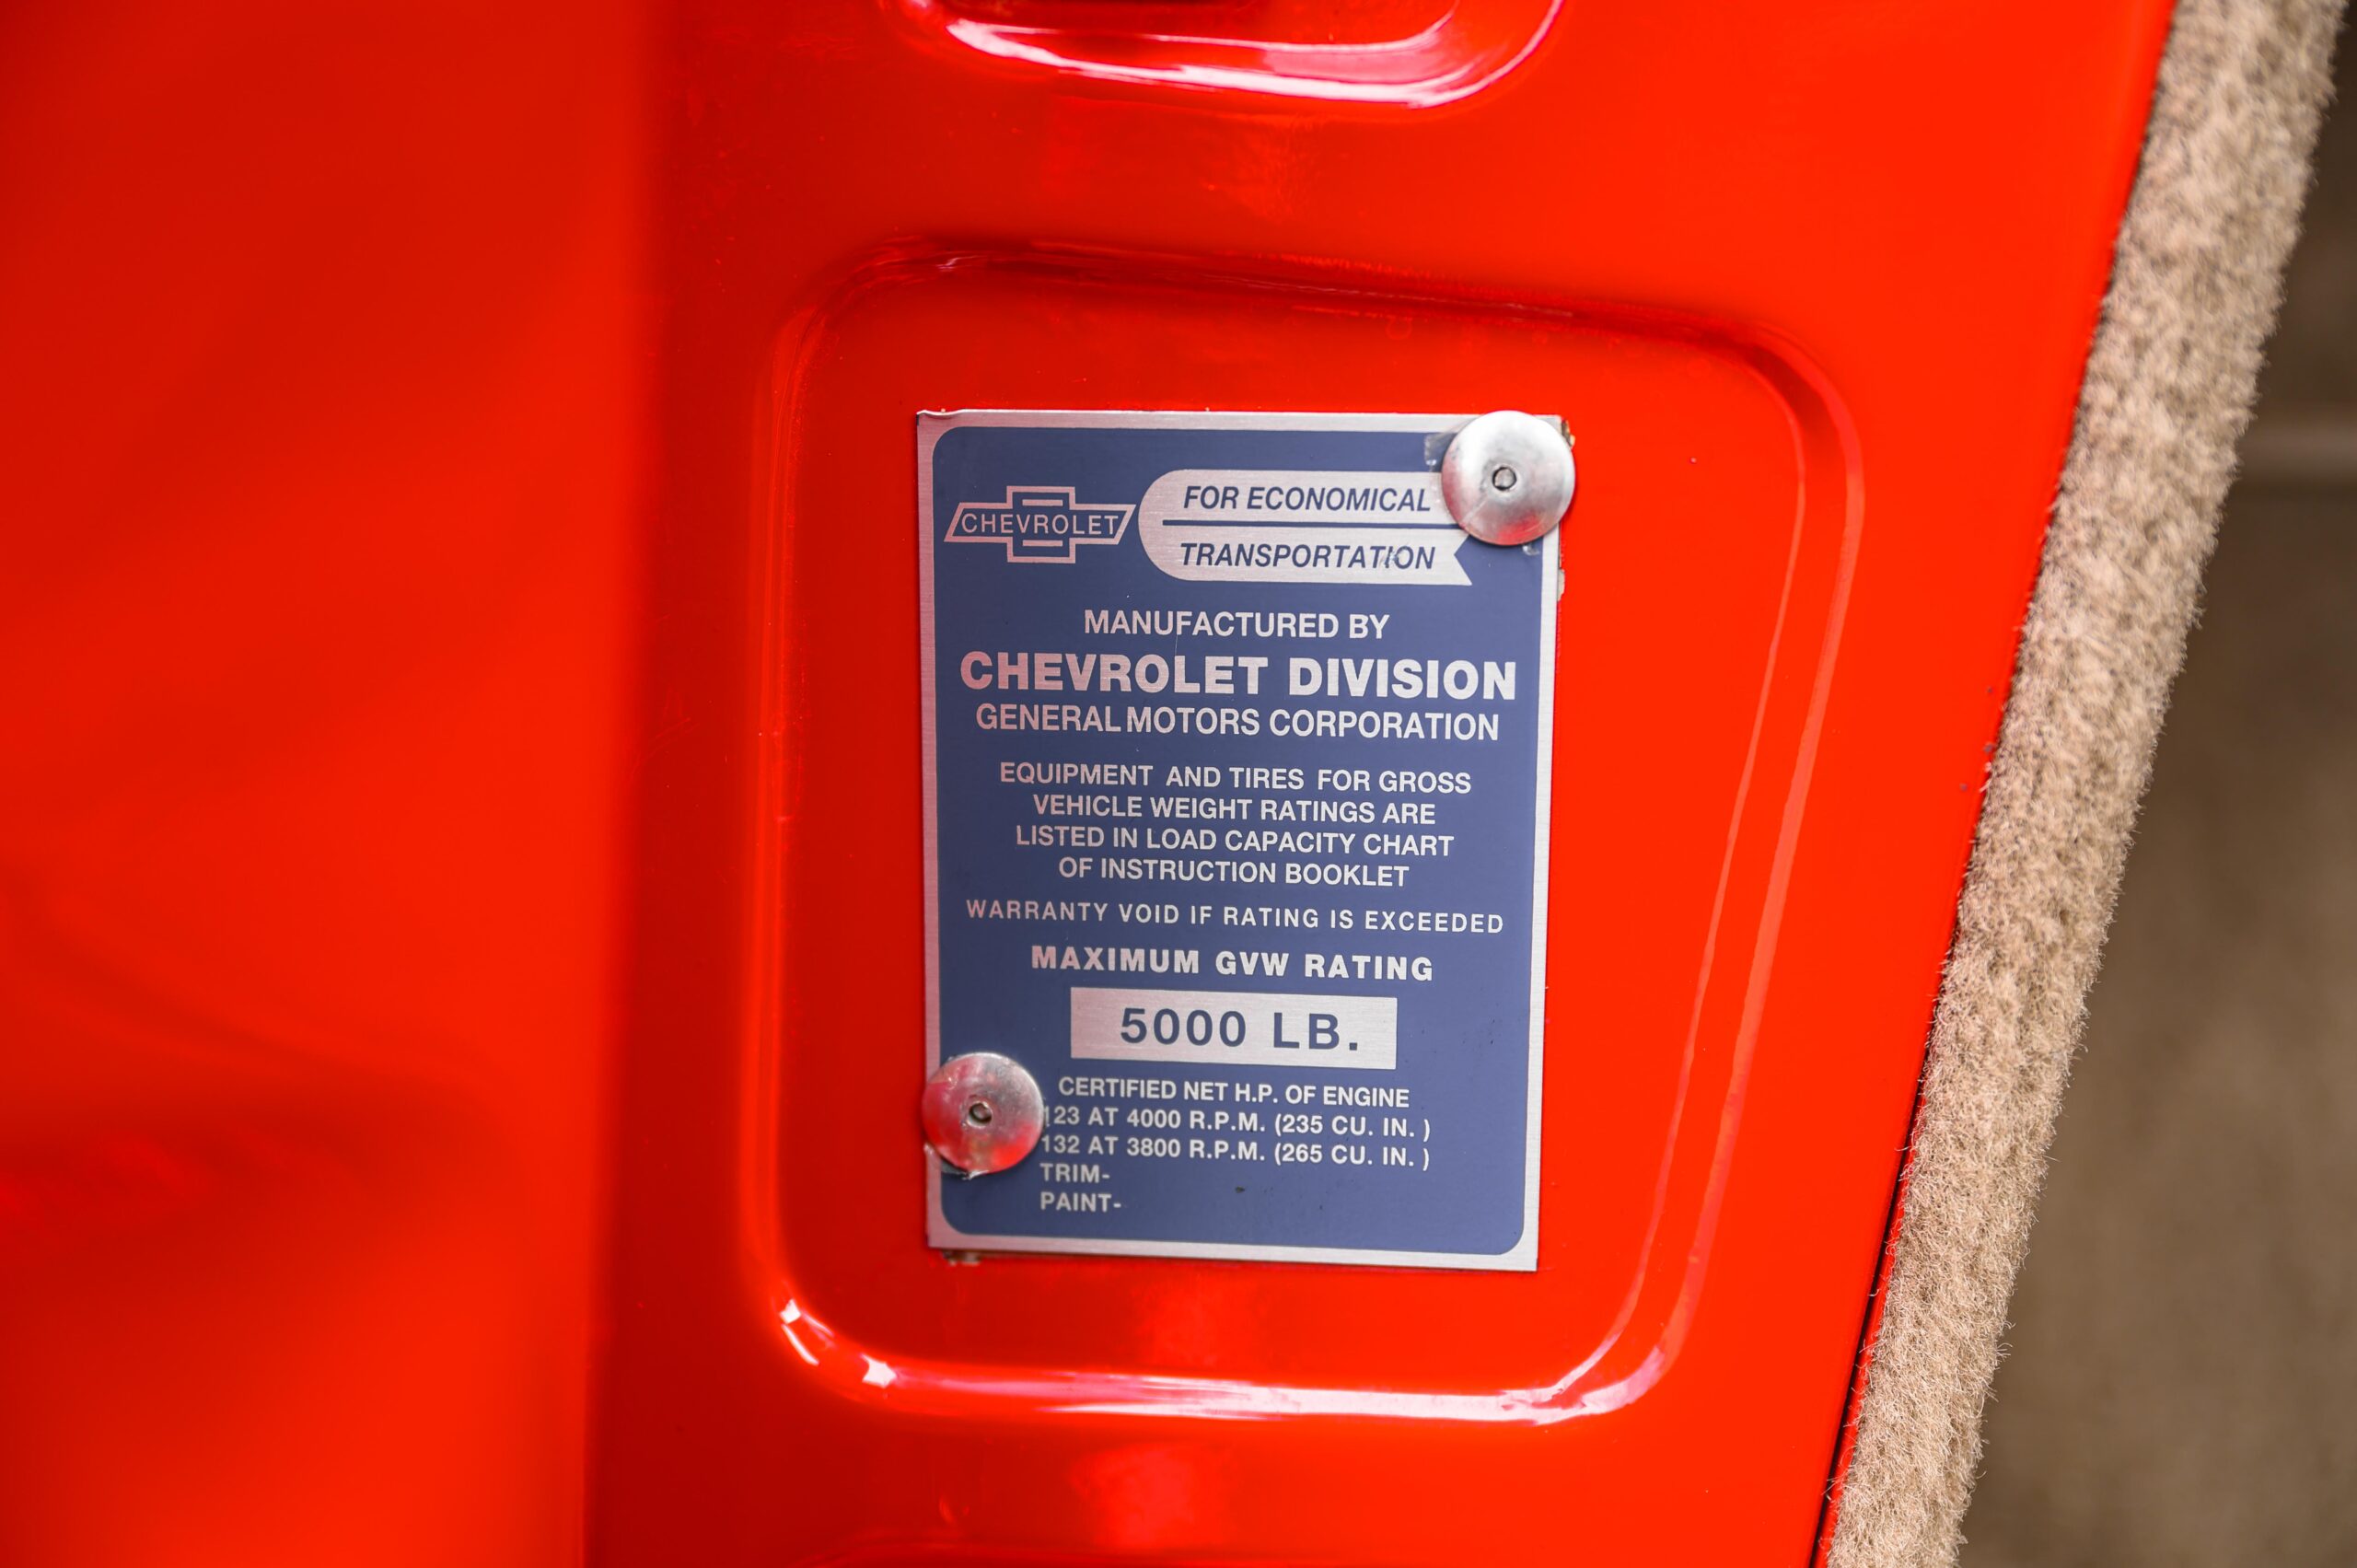 CHEVROLET
FOR ECONOMICAL
TRANSPORTATION
MANUFACTURED BY
CHEVROLET DIVISION
GENERAL MOTORS CORPORATION
EQUIPMENT AND TIRES FOR GROSS
VEHICLE WEIGHT RATINGS ARE
LISTED IN LOAD CAPACITY CHART
OF INSTRUCTION BOOKLET
WARRANTY VOID IF RATING IS EXCEEDED
MAXIMUM GVW RATING
5000 LB.
CERTIFIED NET H.P. OF ENGINE
123 AT 4000 R.P.M. (235 CU. IN. )
132 AT 3800 R.P.M. (265 CU. IN. )
TRIM-
PAINT-